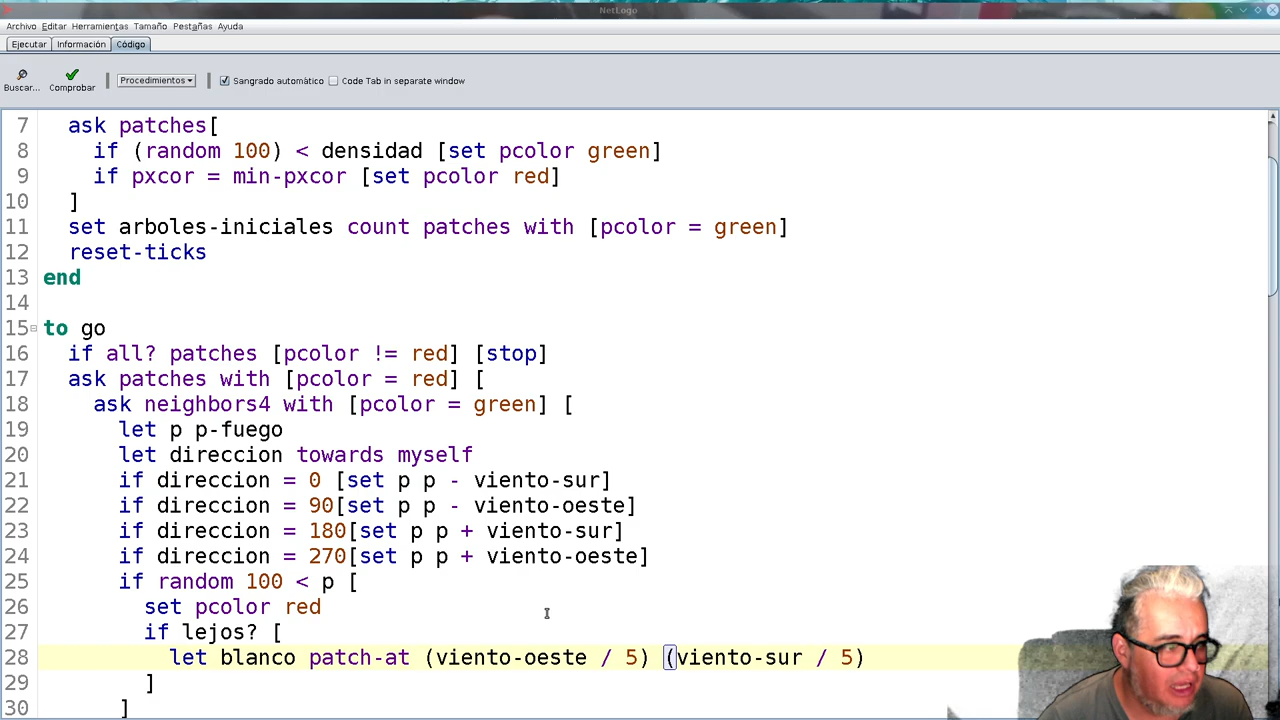 NetLogo
Archivo Editar Herramientas Tamaño Pestañas Ayuda
Ejecutar Información Código
Buscar... Comprobar Procedimientos Sangrado automático Code Tab in separate window
7 ask patches[
8 if (random 100) < densidad [set pcolor green]
9 if pxcor = min-pxcor [set pcolor red]
10 ]
11 set arboles-iniciales count patches with [pcolor = green]
12 reset-ticks
13 end
14
15 to go
16 if all? patches [pcolor != red] [stop]
17 ask patches with [pcolor = red] [
18 ask neighbors4 with [pcolor = green] [
19 let p p-fuego
20 let direccion towards myself
21 if direccion = 0 [set p p - viento-sur]
22 if direccion = 90[set p p - viento-oeste]
23 if direccion = 180[set p p + viento-sur]
24 if direccion = 270[set p p + viento-oeste]
25 if random 100 < p [
26 set pcolor red
27 if lejos? [
28 let blanco patch-at (viento-oeste / 5) (viento-sur / 5)
29 ]
30 ]